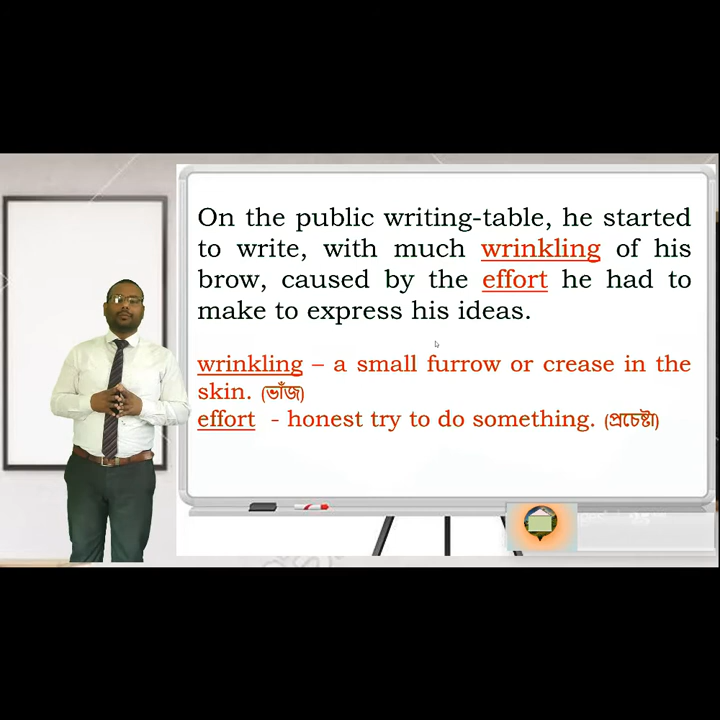 On the public writing-table, he started
to write, with much wrinkling of his
brow, caused by the effort he had to
make to express his ideas.
wrinkling – a small furrow or crease in the
skin. (ভাঁজ)
effort - honest try to do something. (প্রচেষ্টা)